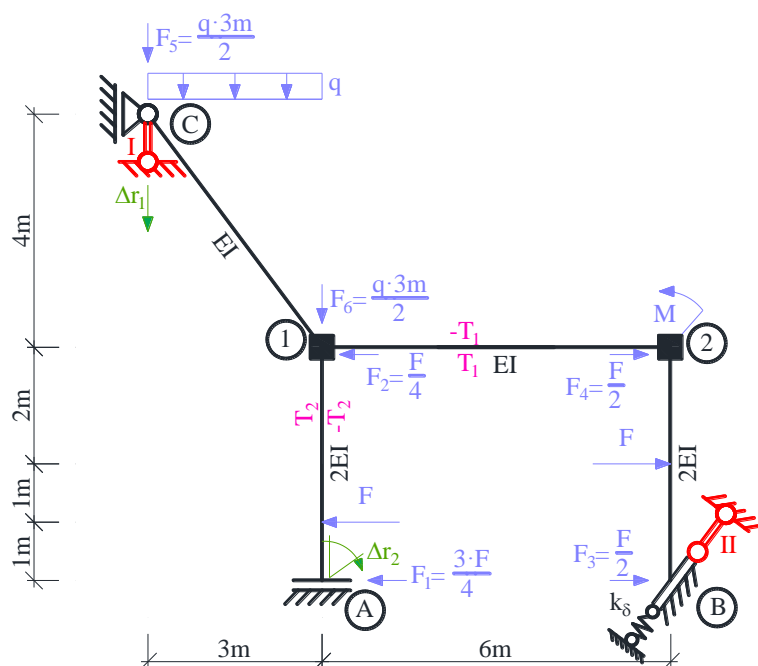 F₅= q·3m/2
q
C
I
Δr₁
4m
EI
F₆= q·3m/2
M
1
-T₁
2
T₁
EI
F₂= F/4
F₄= F/2
2m
T₂
-T₂
F
2EI
2EI
1m
F
Δr₂
F₃= F/2
II
1m
F₁= 3·F/4
k_δ
A
B
3m
6m